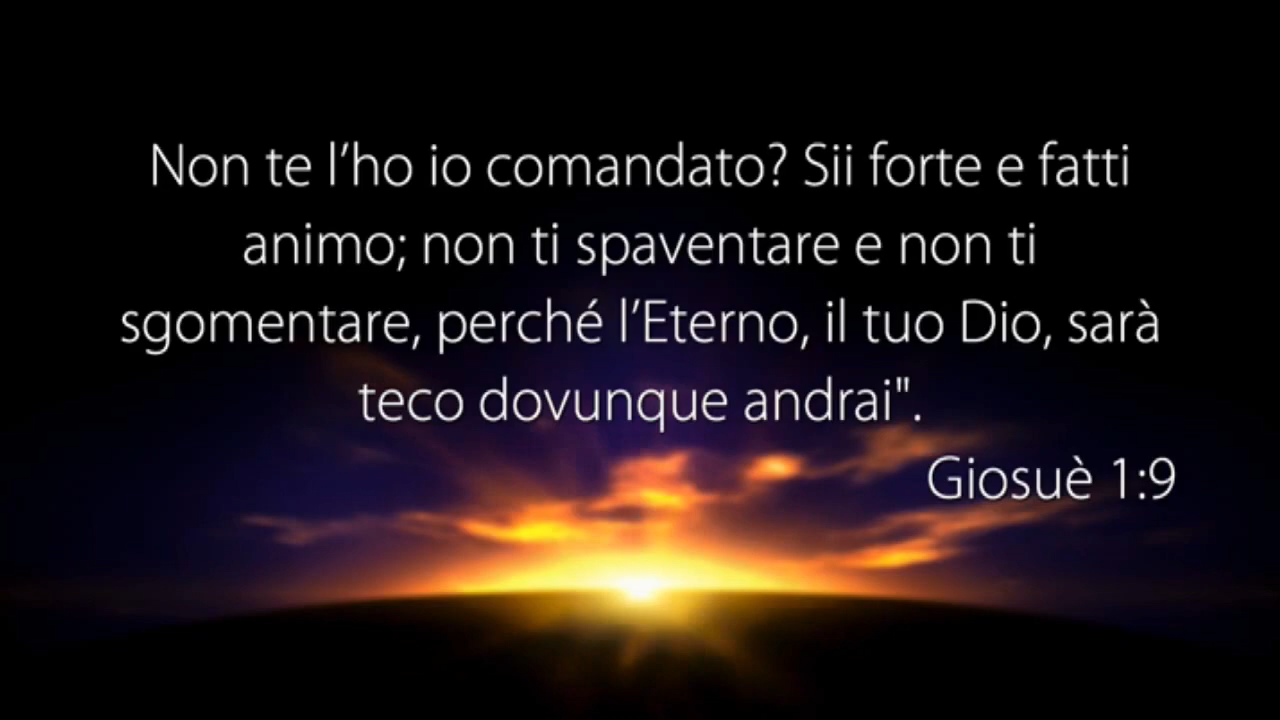 Non te l’ho io comandato? Sii forte e fatti
animo; non ti spaventare e non ti
sgomentare, perché l’Eterno, il tuo Dio, sarà
teco dovunque andrai".
Giosuè 1:9